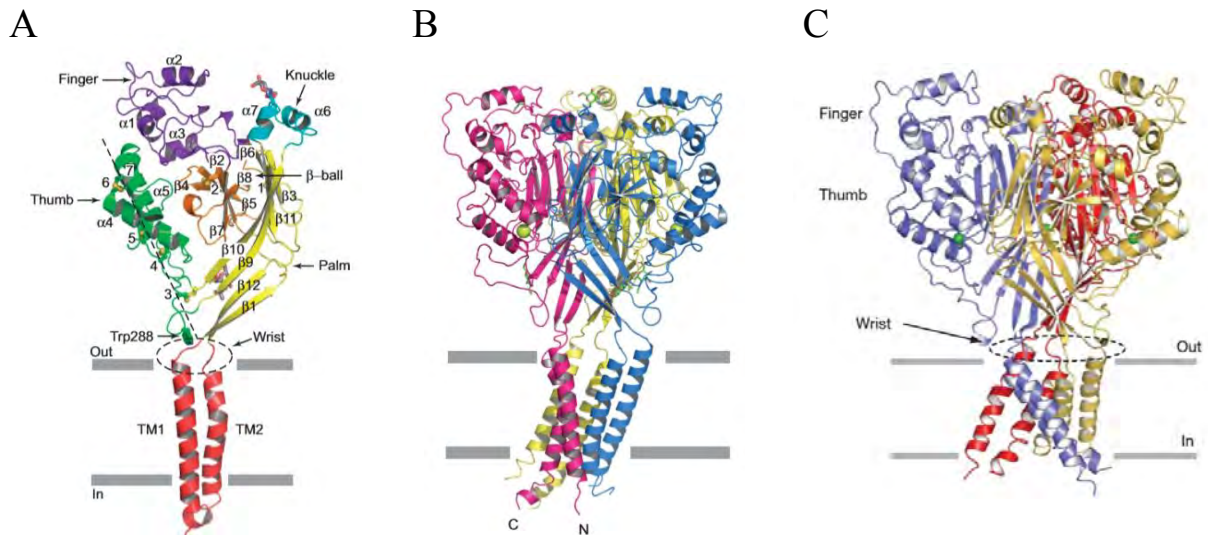 A
B
C
α2
Finger
Knuckle
α7
α6
α1
α3
β6
β2
7
6
β4
2
β8
1
β-ball
Thumb
α5
β5
β3
α4
β11
5
β7
4
β10
β9
Palm
3
β12
β1
Trp288
Wrist
Out
TM1
TM2
In
C
N
Finger
Thumb
Wrist
Out
In